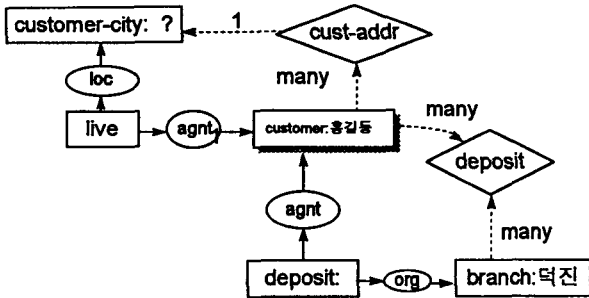 customer-city: ?
1
cust-addr
loc
many
live
agnt
customer:홍길동
many
deposit
agnt
many
deposit:
org
branch:덕진